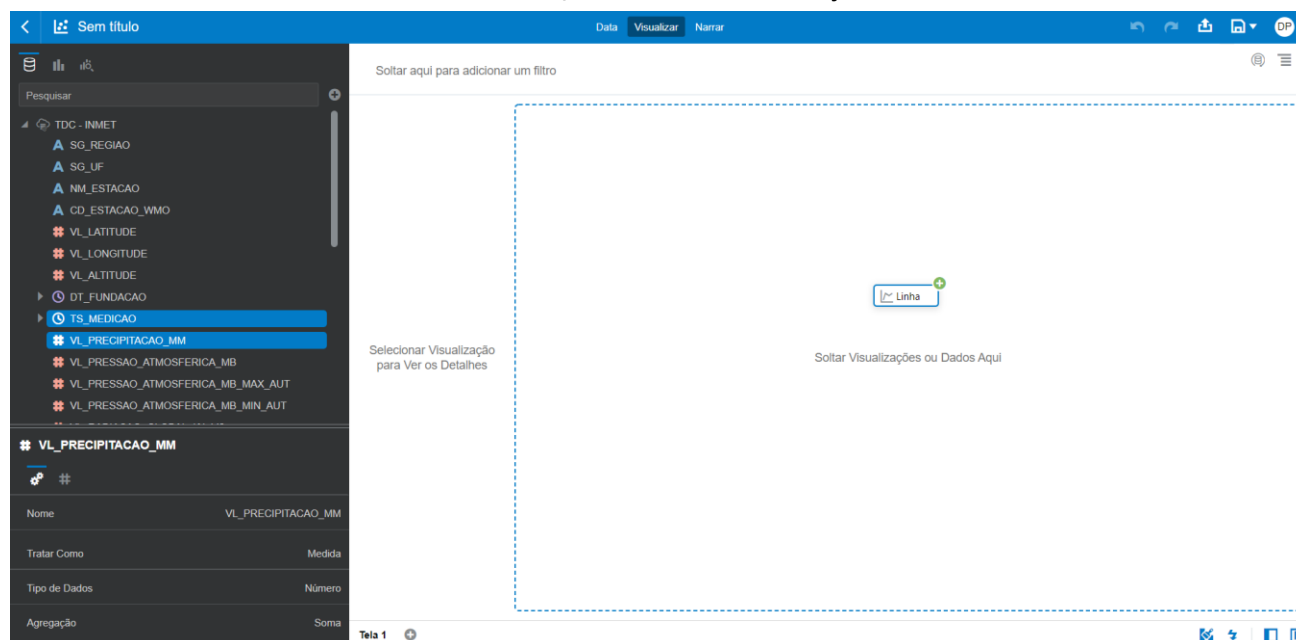 Sem título
Data Visualizar Narrar
DP
Soltar aqui para adicionar um filtro
Pesquisar
TDC - INMET
A SG_REGIAO
A SG_UF
A NM_ESTACAO
A CD_ESTACAO_WMO
# VL_LATITUDE
# VL_LONGITUDE
# VL_ALTITUDE
DT_FUNDACAO
TS_MEDICAO
# VL_PRECIPITACAO_MM
# VL_PRESSAO_ATMOSFERICA_MB
# VL_PRESSAO_ATMOSFERICA_MB_MAX_AUT
# VL_PRESSAO_ATMOSFERICA_MB_MIN_AUT
Selecionar Visualização
para Ver os Detalhes
Linha
Soltar Visualizações ou Dados Aqui
# VL_PRECIPITACAO_MM
#
Nome VL_PRECIPITACAO_MM
Tratar Como Medida
Tipo de Dados Número
Agregação Soma
Tela 1